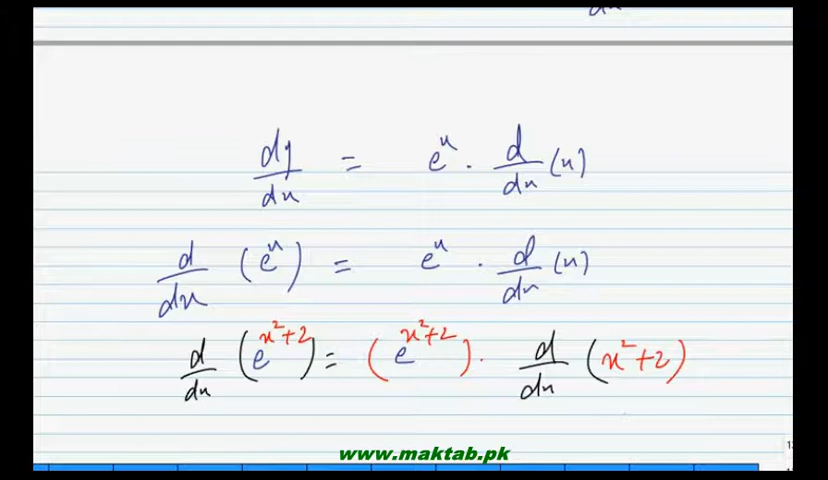 dy/dx = e^x . d/dx (x)
d/dx (e^x) = e^x . d/dx (x)
d/dx (e^x²+2) = (e^x²+2) . d/dx (x²+2)
www.maktab.pk